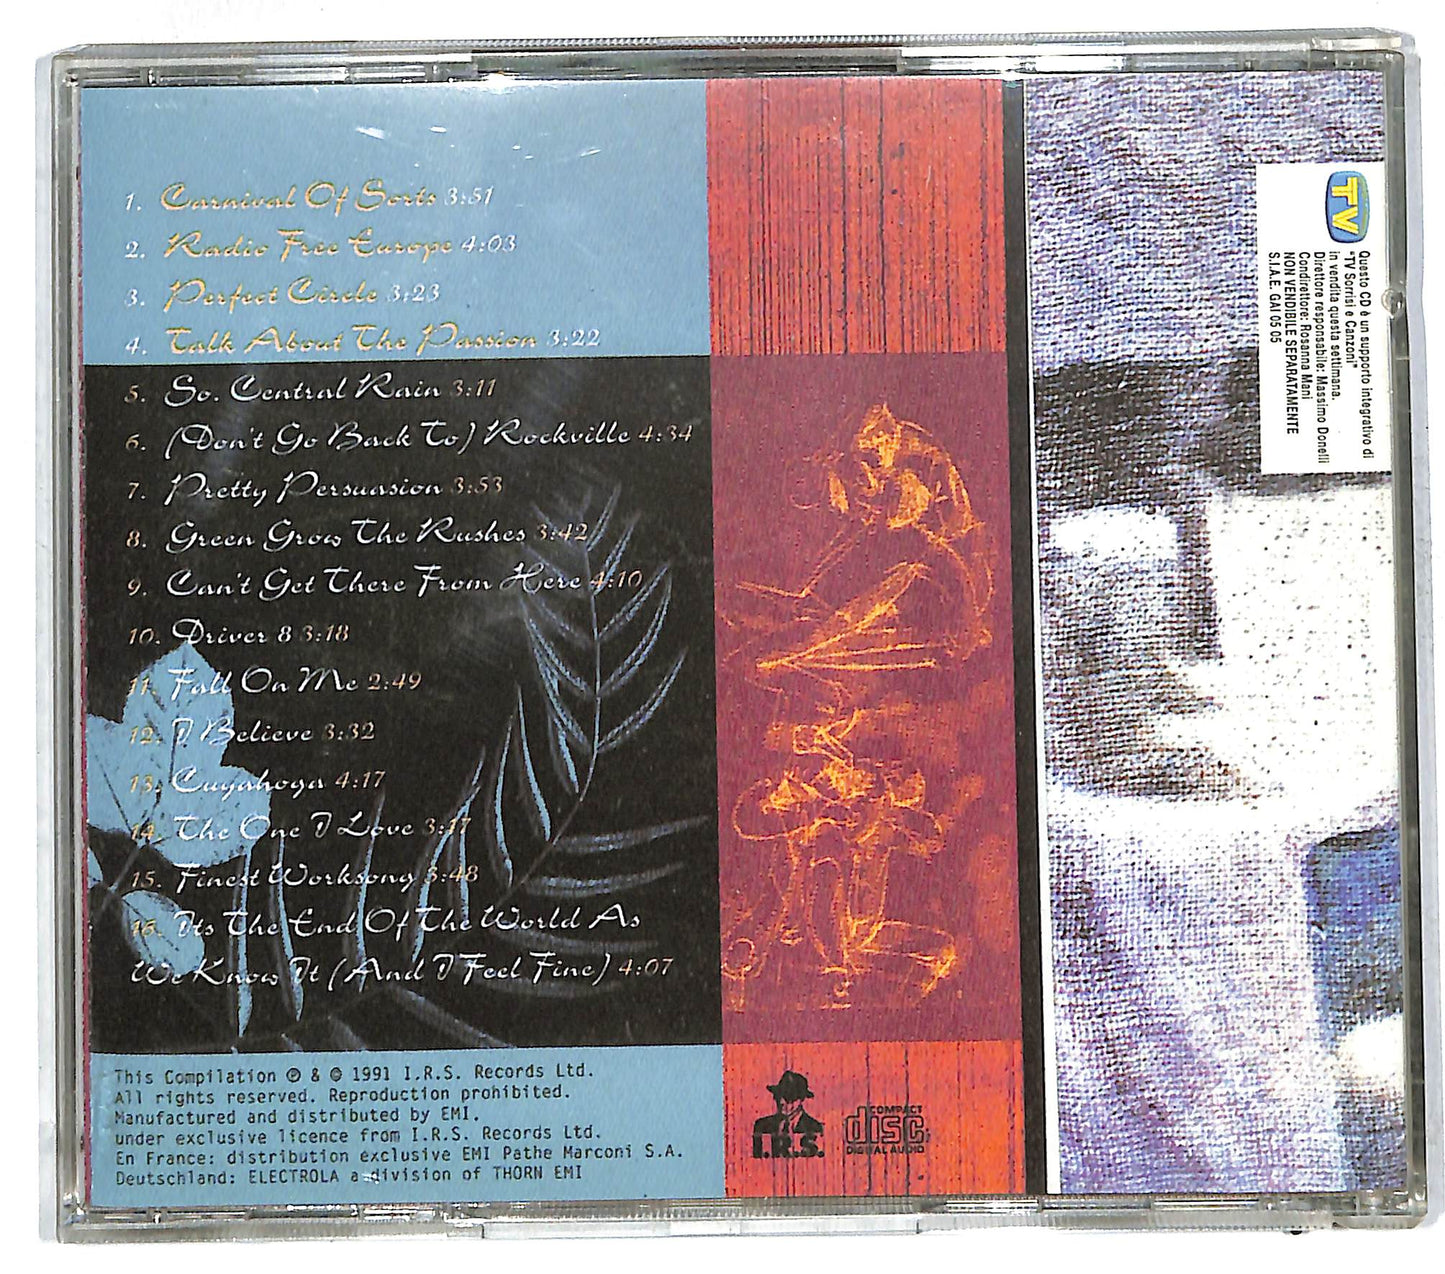 1. Carnival Of Sorts 3:51
2. Radio Free Europe 4:03
3. Perfect Circle 3:23
4. Talk About The Passion 3:22
5. So. Central Rain 3:11
6. (Don't Go Back To) Rockville 4:34
7. Pretty Persuasion 3:53
8. Green Grow The Rushes 3:42
9. Can't Get There From Here 4:10
10. Driver 8 3:18
11. Fall On Me 2:49
12. I Believe 3:32
13. Cuyahoga 4:17
14. The One I Love 3:17
15. Finest Worksong 3:48
16. Its The End Of The World As
We Know It (And I Feel Fine) 4:07
This Compilation ℗ & © 1991 I.R.S. Records Ltd.
All rights reserved. Reproduction prohibited.
Manufactured and distributed by EMI.
under exclusive licence from I.R.S. Records Ltd.
En France: distribution exclusive EMI Pathe Marconi S.A.
Deutschland: ELECTROLA a division of THORN EMI
I.R.S.
COMPACT
disc
DIGITAL AUDIO
TV
Questo CD è un supporto integrativo di
"TV Sorrisi e Canzoni"
in vendita questa settimana.
Direttore responsabile: Massimo Donelli
Condirettore: Rosanna Mani
NON VENDIBILE SEPARATAMENTE
S.I.A.E. GAI 05 05